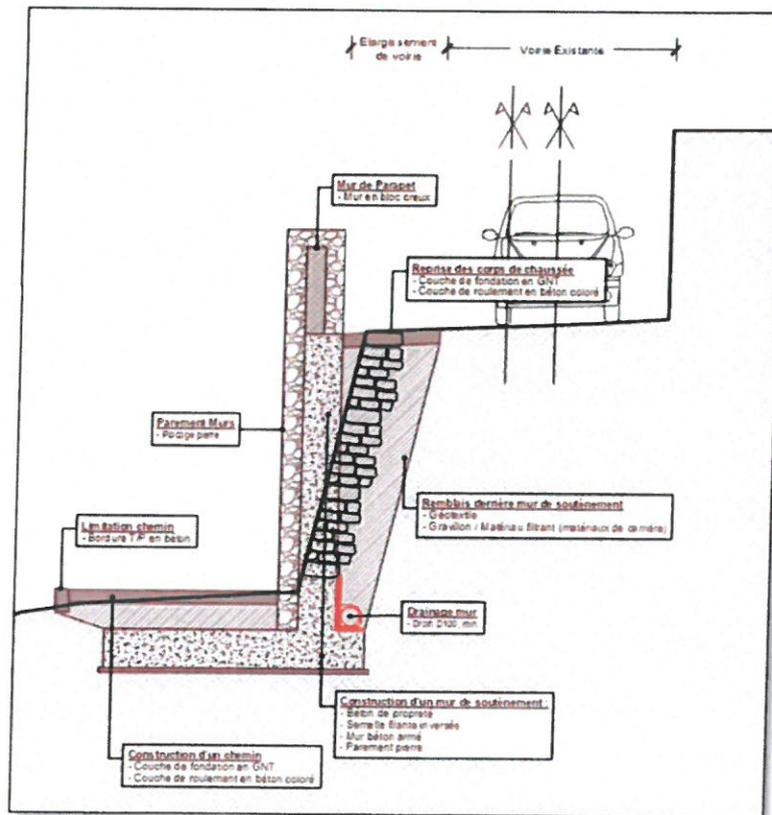 Elargissement
de voirie
Voirie Existante
Mur de Parapet
- Mur en bloc creux
Reprise des corps de chaussée
- Couche de fondation en GNT
- Couche de roulement en béton coloré
Parement Murs
- Placage pierre
Remblais derrière mur de soutènement
- Géotextile
- Gravillon / Matériau filtrant (matériaux de carrière)
Limitation chemin
- Bordure T/P en béton
Drainage mur
- Drain D100, min
Construction d'un mur de soutènement :
- Béton de propreté
- Semelle filante inversée
- Mur béton armé
- Parement pierre
Construction d'un chemin
- Couche de fondation en GNT
- Couche de roulement en béton coloré